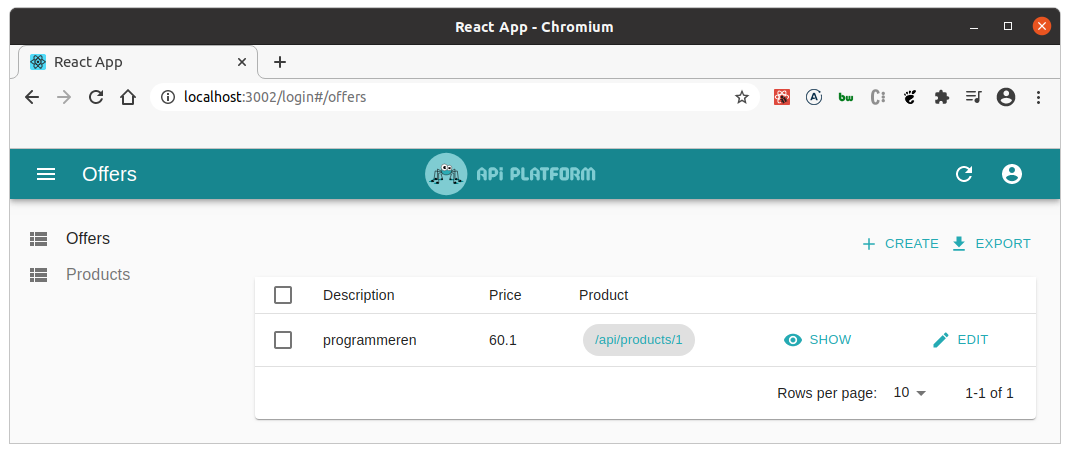 React App - Chromium
React App
localhost:3002/login#/offers
bw
Offers
API PLATFORM
Offers
Products
CREATE EXPORT
Description Price Product
programmeren 60.1 /api/products/1 SHOW EDIT
Rows per page: 10 1-1 of 1